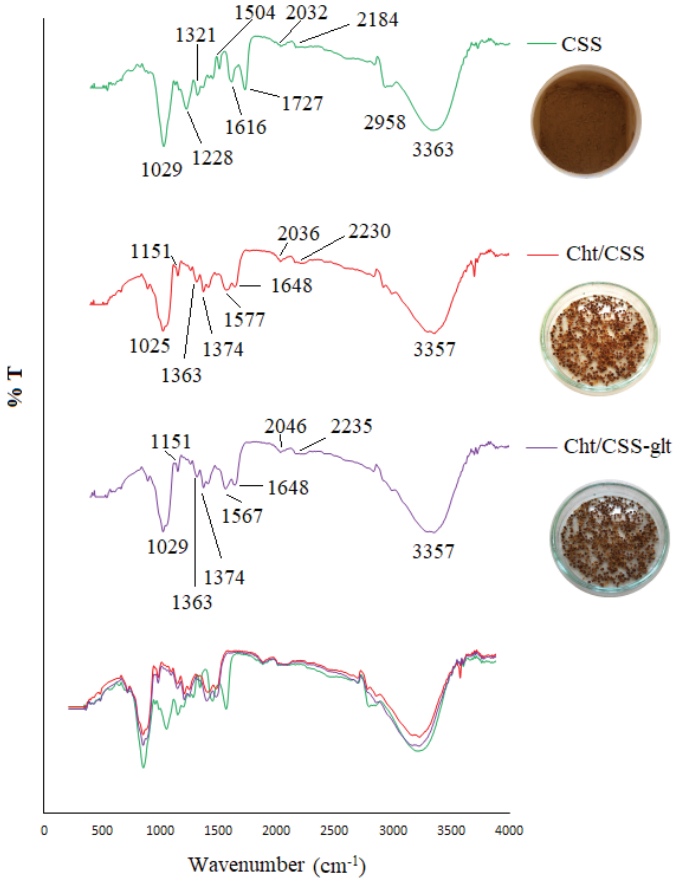 1504 2032
1321 2184 CSS
1727
1616 2958
1228 3363
1029
2036
1151 2230 Cht/CSS
1648
1577
1025 1374 3357
1363
% T
2046 2235
1151 Cht/CSS-glt
1648
1567
1029 3357
1374
1363
0 500 1000 1500 2000 2500 3000 3500 4000
Wavenumber (cm-1)